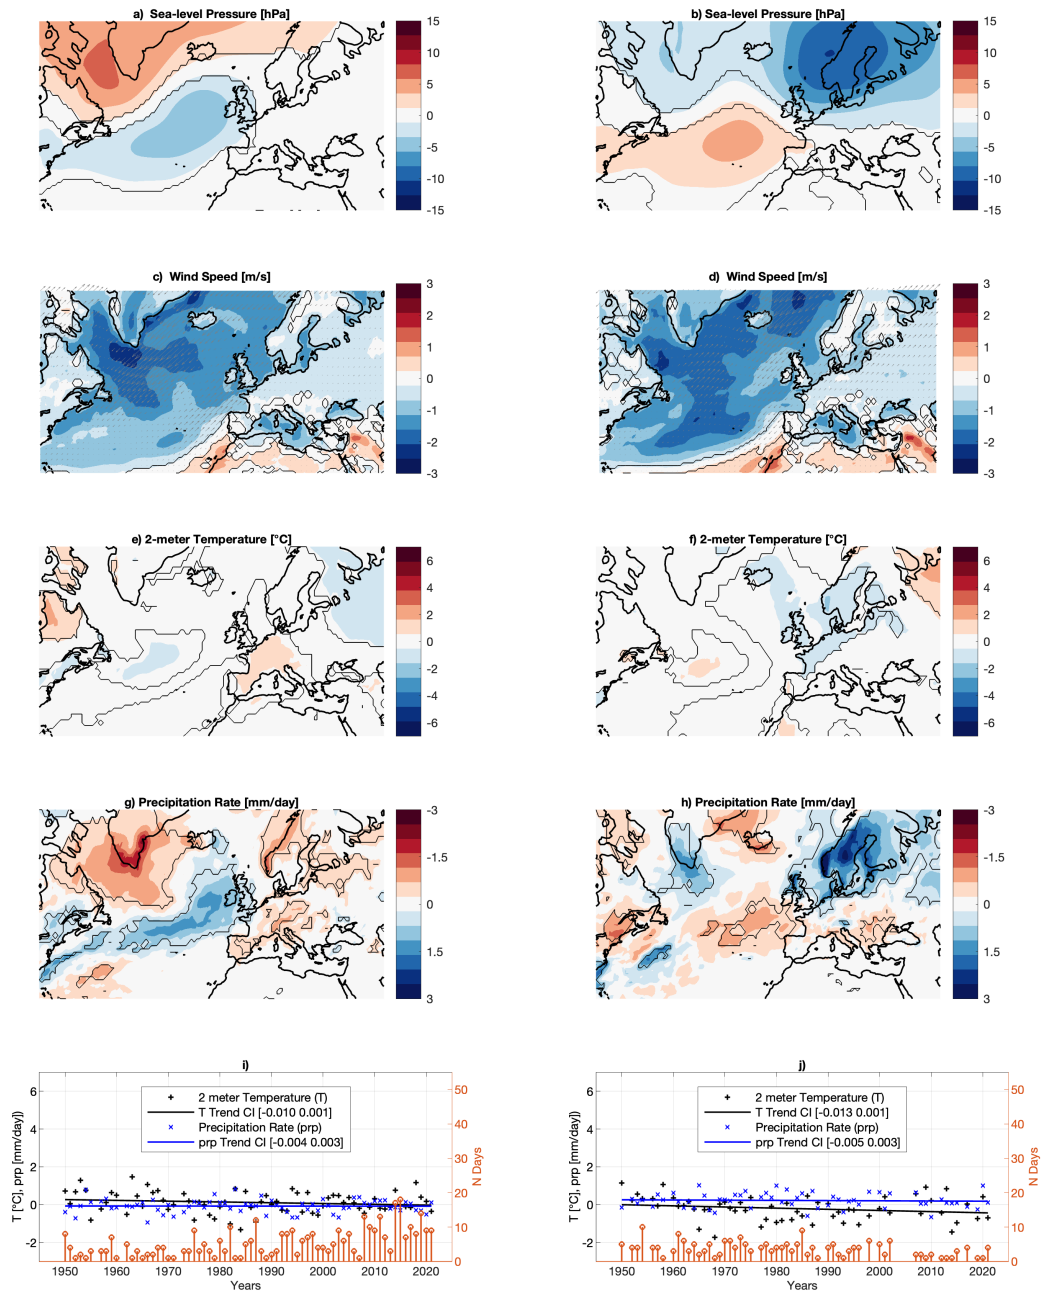 a) Sea-level Pressure [hPa]
15
10
5
0
-5
-10
-15
b) Sea-level Pressure [hPa]
15
10
5
0
-5
-10
-15
c) Wind Speed [m/s]
3
2
1
0
-1
-2
-3
d) Wind Speed [m/s]
3
2
1
0
-1
-2
-3
e) 2-meter Temperature [°C]
6
4
2
0
-2
-4
-6
f) 2-meter Temperature [°C]
6
4
2
0
-2
-4
-6
g) Precipitation Rate [mm/day]
-3
-1.5
0
1.5
3
h) Precipitation Rate [mm/day]
-3
-1.5
0
1.5
3
i)
T [°C], prp [mm/day]
6
4
2
0
-2
2 meter Temperature (T)
T Trend CI [-0.010 0.001]
Precipitation Rate (prp)
prp Trend CI [-0.004 0.003]
50
40
30
20
10
0
N Days
1950 1960 1970 1980 1990 2000 2010 2020
Years
j)
T [°C], prp [mm/day]
6
4
2
0
-2
2 meter Temperature (T)
T Trend CI [-0.013 0.001]
Precipitation Rate (prp)
prp Trend CI [-0.005 0.003]
50
40
30
20
10
0
N Days
1950 1960 1970 1980 1990 2000 2010 2020
Years